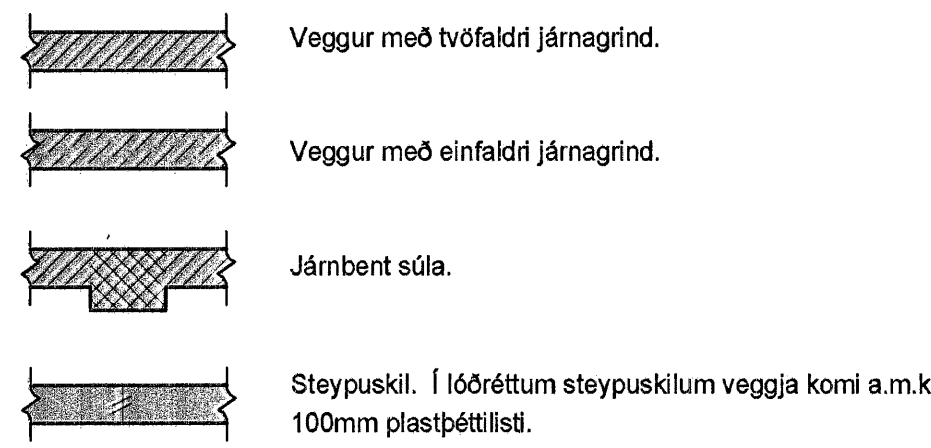 Veggur með tvöfaldri járnagrind.
Veggur með einfaldri járnagrind.
Járnbent súla.
Steypuskil. Í lóðréttum steypuskilum veggja komi a.m.k
100mm plastþéttilisti.